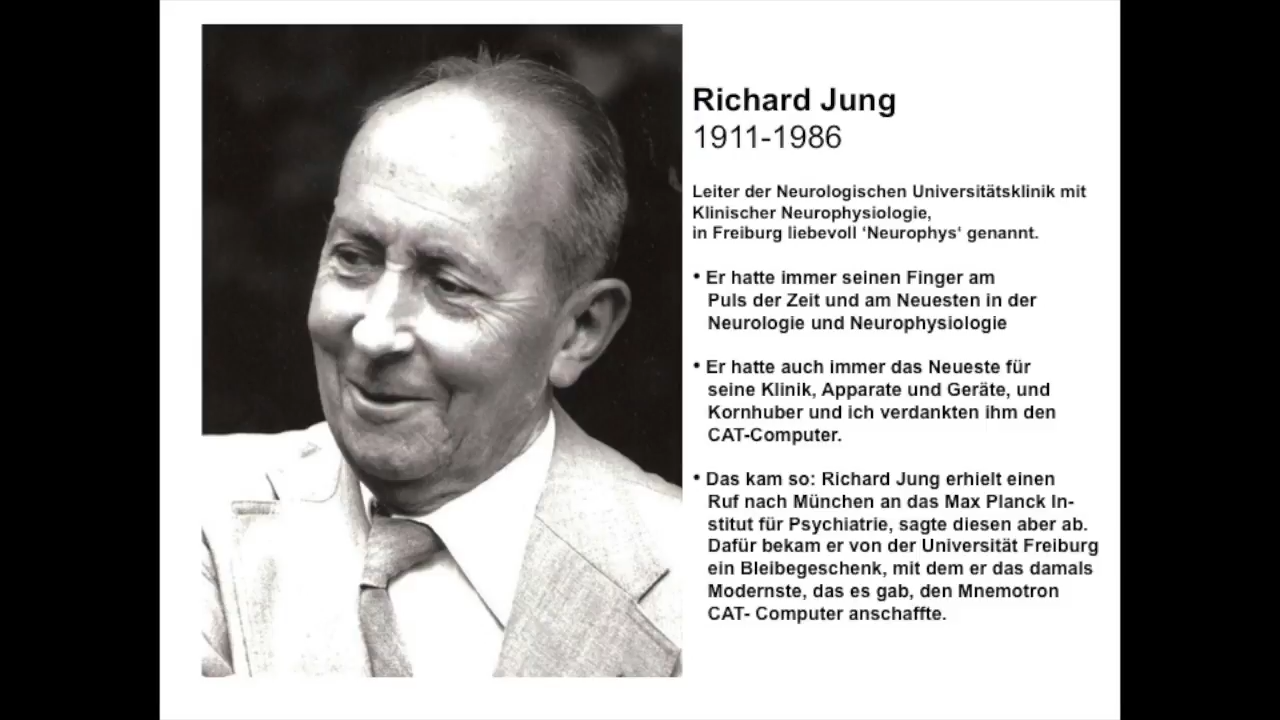 Richard Jung
1911-1986
Leiter der Neurologischen Universitätsklinik mit
Klinischer Neurophysiologie,
in Freiburg liebevoll ‘Neurophys‘ genannt.
• Er hatte immer seinen Finger am
Puls der Zeit und am Neuesten in der
Neurologie und Neurophysiologie
• Er hatte auch immer das Neueste für
seine Klinik, Apparate und Geräte, und
Kornhuber und ich verdankten ihm den
CAT-Computer.
• Das kam so: Richard Jung erhielt einen
Ruf nach München an das Max Planck In-
stitut für Psychiatrie, sagte diesen aber ab.
Dafür bekam er von der Universität Freiburg
ein Bleibegeschenk, mit dem er das damals
Modernste, das es gab, den Mnemotron
CAT- Computer anschaffte.